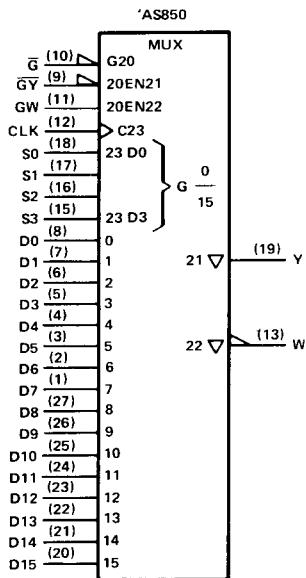 'AS850
MUX
G̅ (10) G20
G̅Y̅ (9) 20EN21
GW (11) 20EN22
CLK (12) C23
S0 (18) 23 D0
S1 (17)
S2 (16)
S3 (15) 23 D3
G 0/15
D0 (8) 0
D1 (7) 1
D2 (6) 2
D3 (5) 3
D4 (4) 4
D5 (3) 5
D6 (2) 6
D7 (1) 7
D8 (27) 8
D9 (26) 9
D10 (25) 10
D11 (24) 11
D12 (23) 12
D13 (22) 13
D14 (21) 14
D15 (20) 15
21 ▽ (19) Y
22 ▽ (13) W